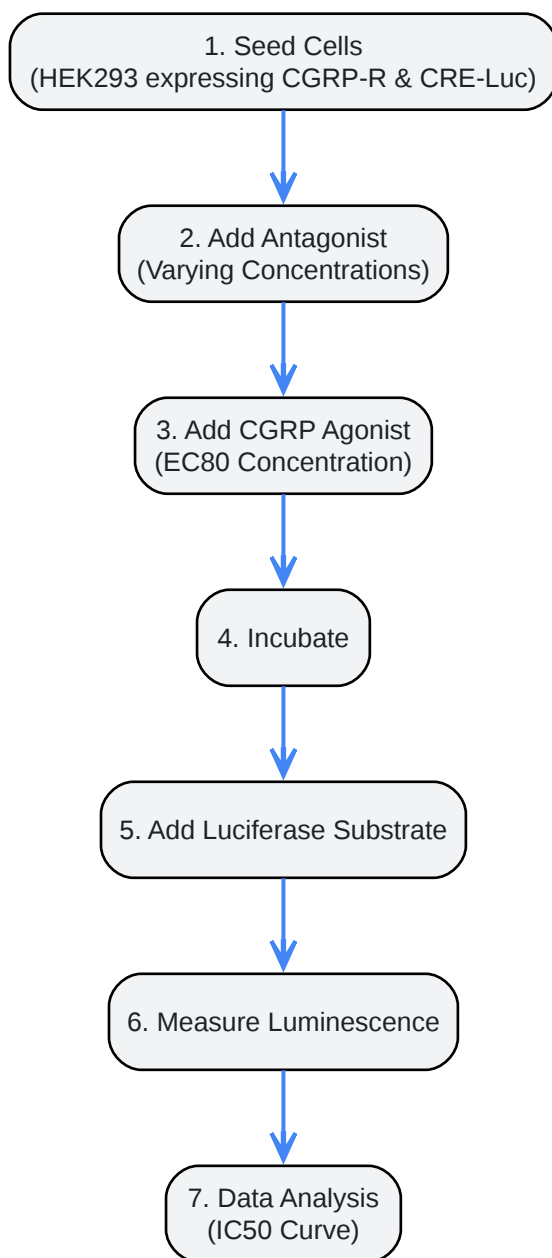 1. Seed Cells
(HEK293 expressing CGRP-R & CRE-Luc)
2. Add Antagonist
(Varying Concentrations)
3. Add CGRP Agonist
(EC80 Concentration)
4. Incubate
5. Add Luciferase Substrate
6. Measure Luminescence
7. Data Analysis
(IC50 Curve)